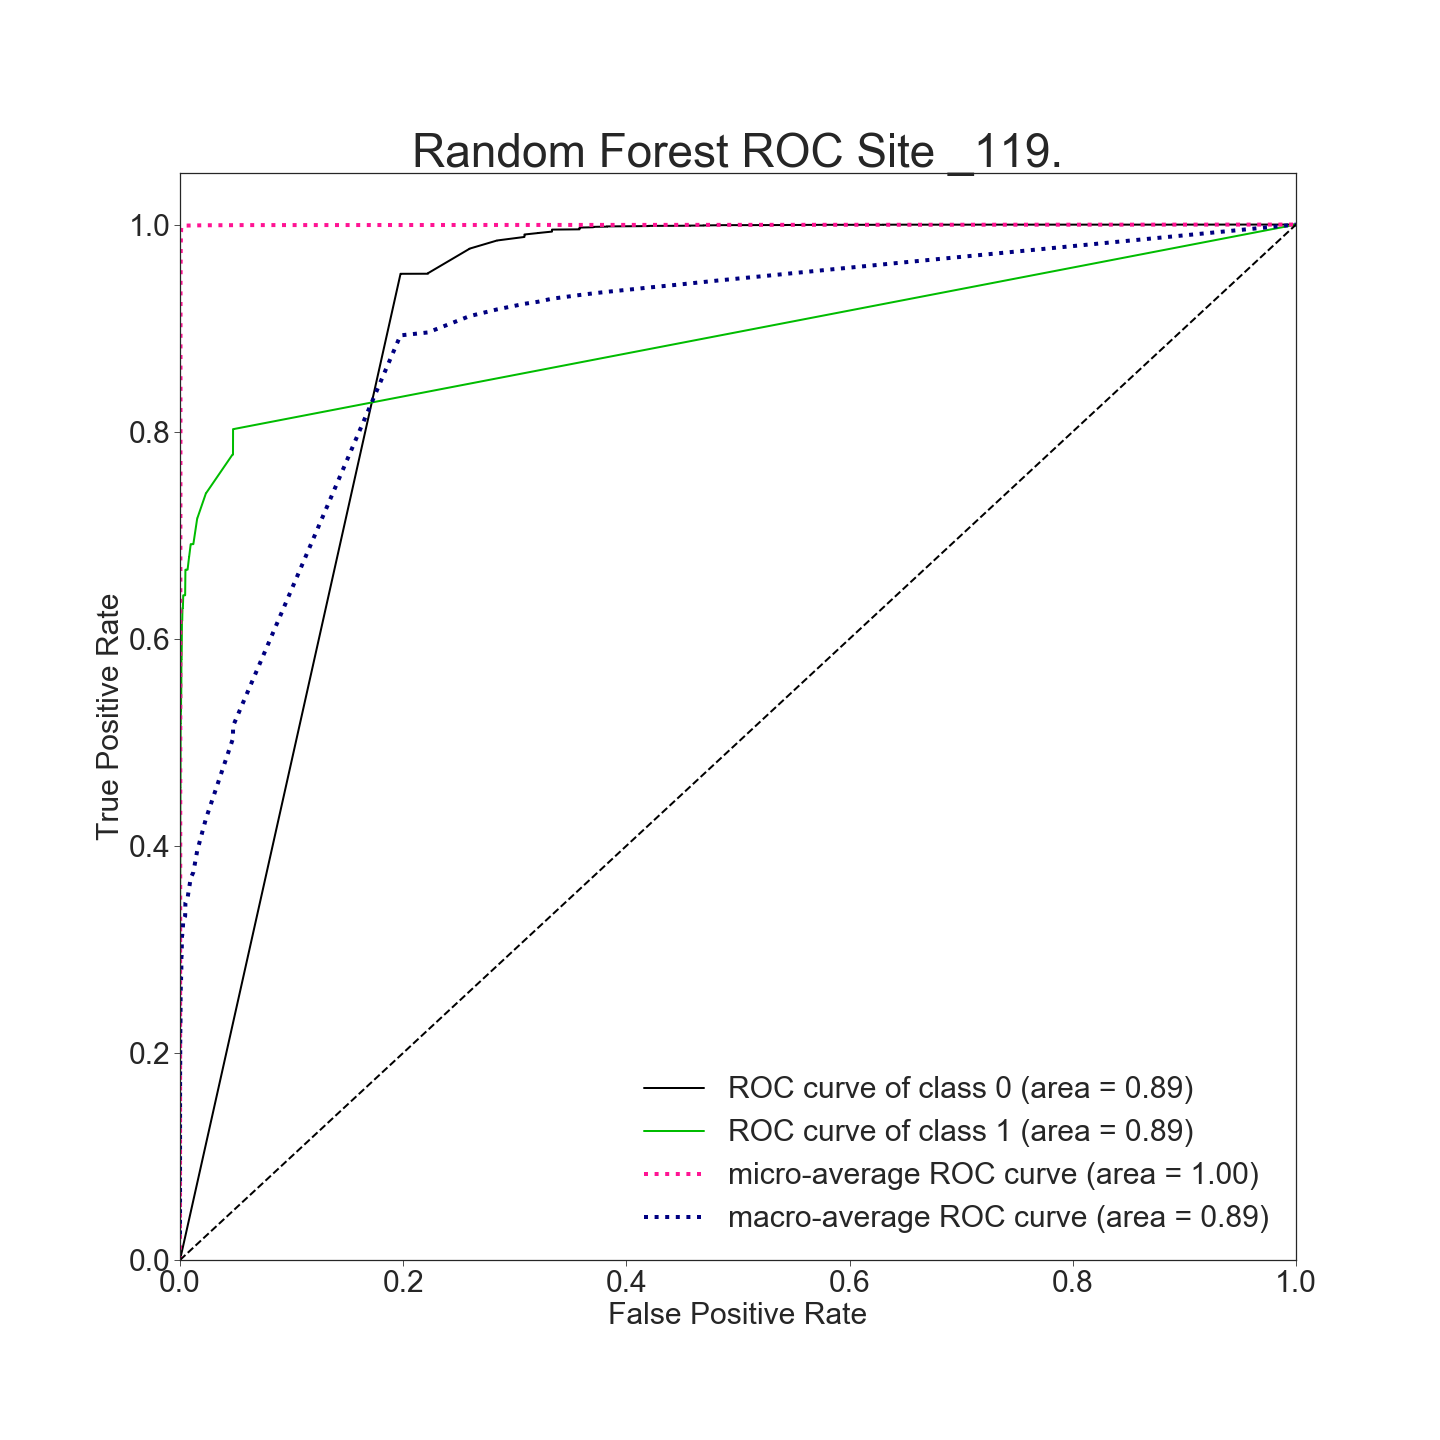 Random Forest ROC Site _119.
True Positive Rate
1.0
0.8
0.6
0.4
0.2
0.0
ROC curve of class 0 (area = 0.89)
ROC curve of class 1 (area = 0.89)
micro-average ROC curve (area = 1.00)
macro-average ROC curve (area = 0.89)
0.0 0.2 0.4 0.6 0.8 1.0
False Positive Rate